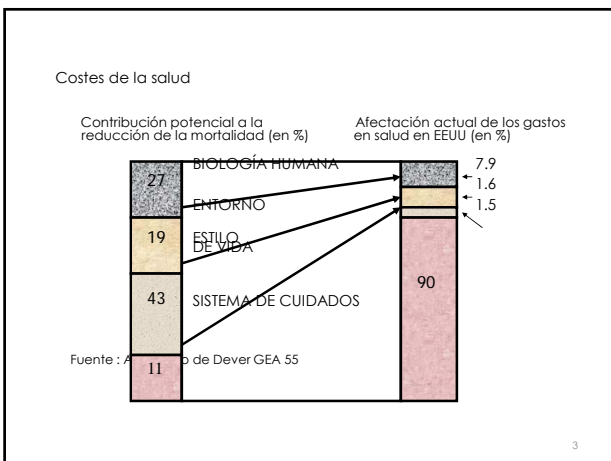 Costes de la salud
Contribución potencial a la
reducción de la mortalidad (en %)
Afectación actual de los gastos
en salud en EEUU (en %)
27
BIOLOGÍA HUMANA
ENTORNO
19
ESTILO
DE VIDA
43
SISTEMA DE CUIDADOS
11
7.9
1.6
1.5
90
Fuente : A o de Dever GEA 55
3